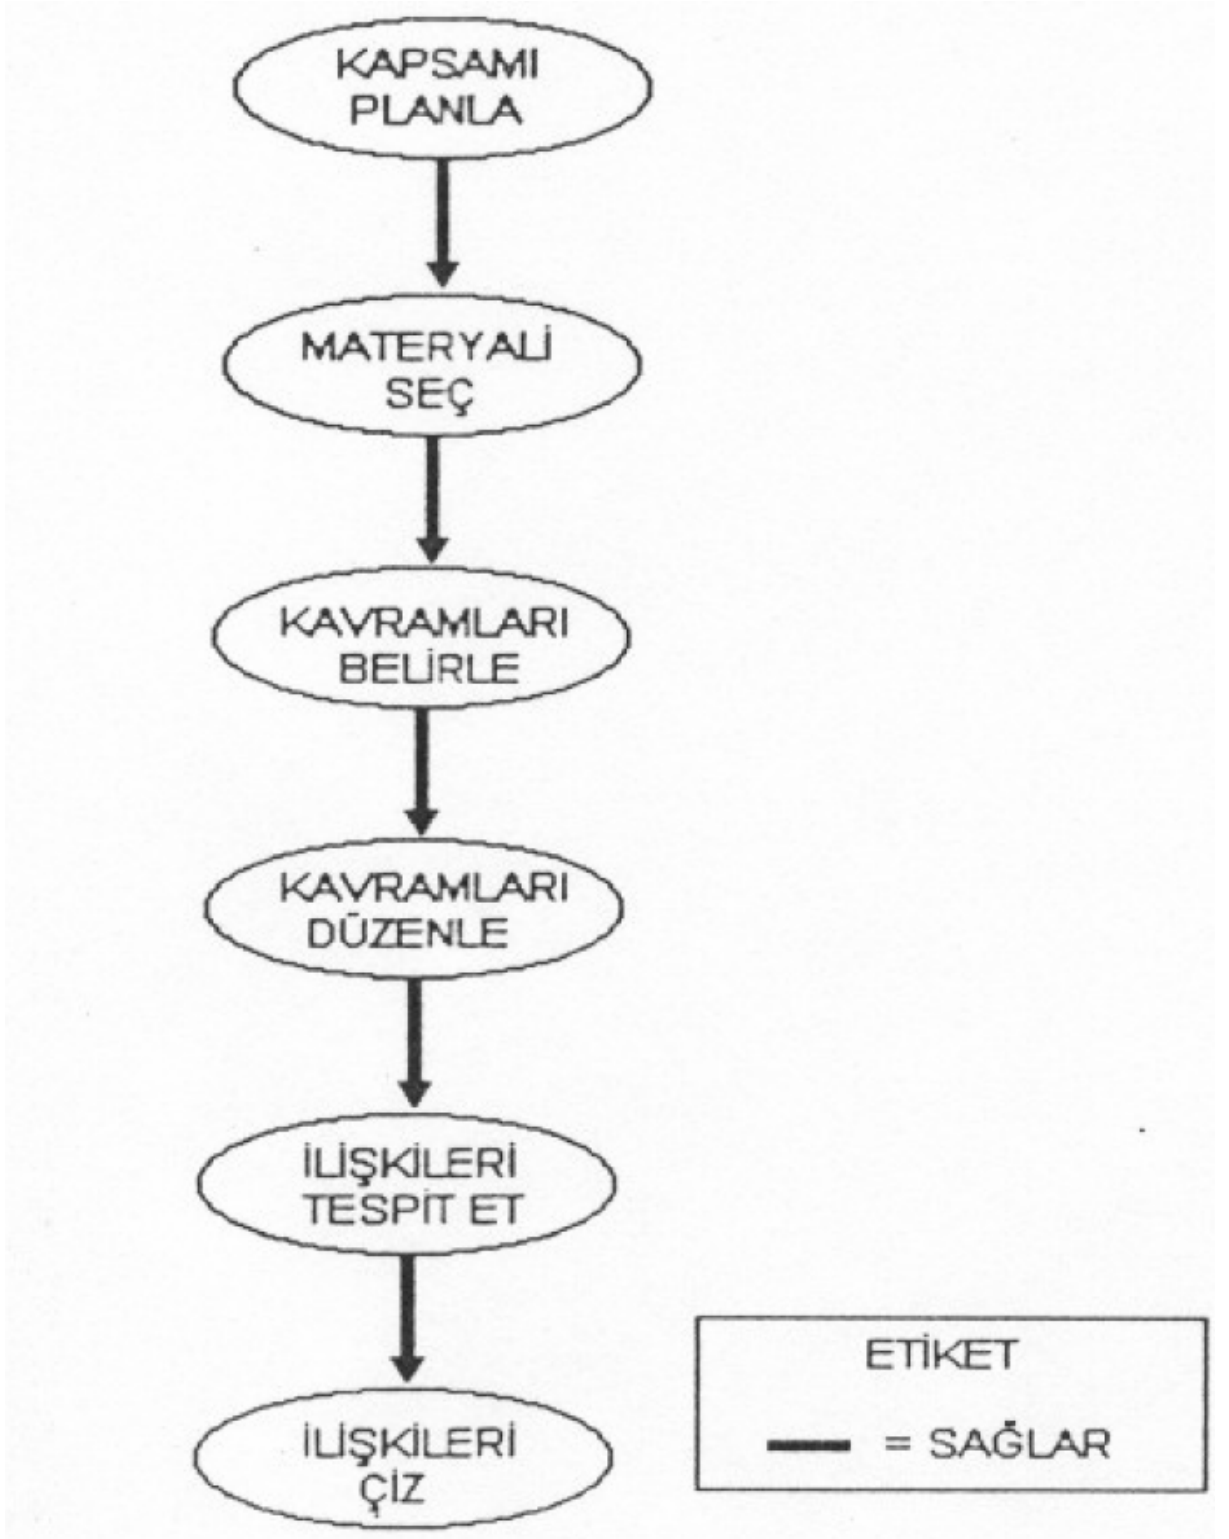 KAPSAMI
PLANLA
MATERYALİ
SEÇ
KAVRAMLARI
BELİRLE
KAVRAMLARI
DÜZENLE
İLİŞKİLERİ
TESPİT ET
İLİŞKİLERİ
ÇİZ
ETİKET
= SAĞLAR